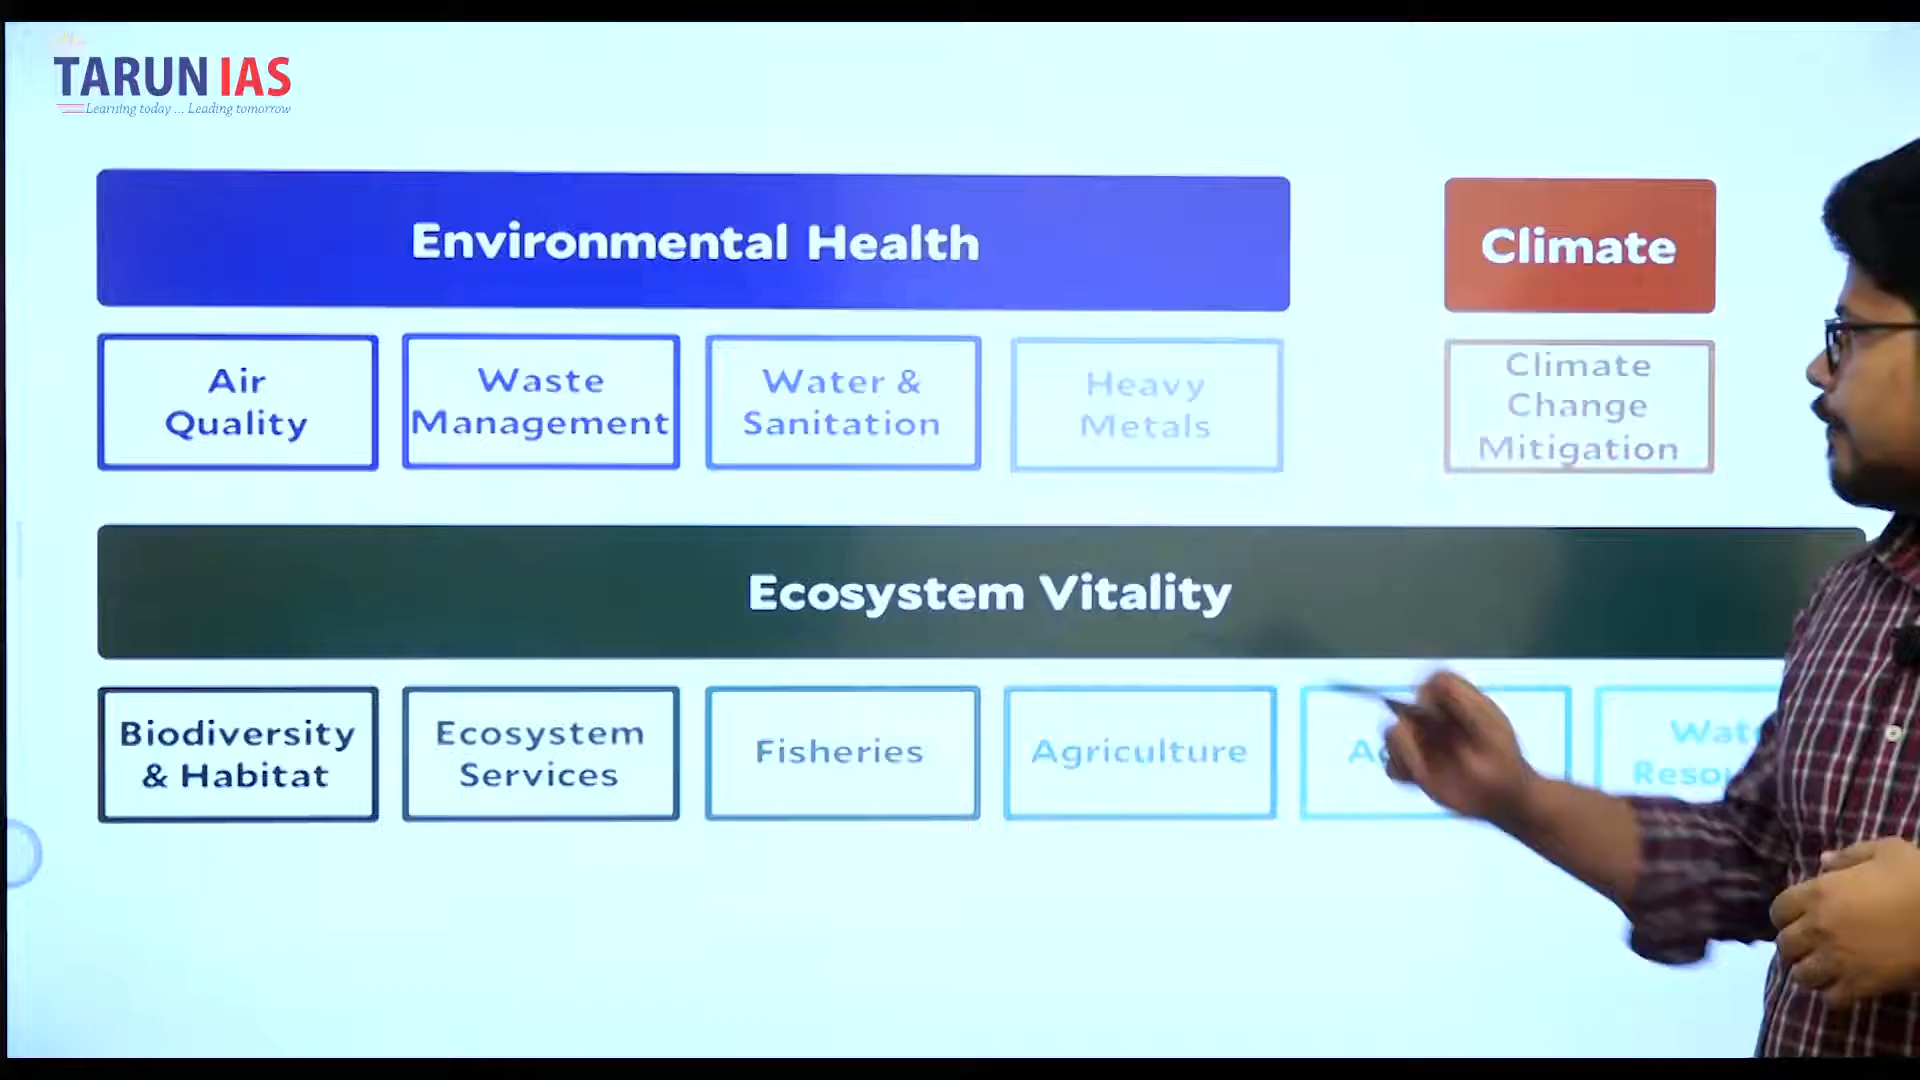 TARUN IAS
Learning today ... Leading tomorrow
Environmental Health
Climate
Air
Quality
Waste
Management
Water &
Sanitation
Heavy
Metals
Climate
Change
Mitigation
Ecosystem Vitality
Biodiversity
& Habitat
Ecosystem
Services
Fisheries
Agriculture